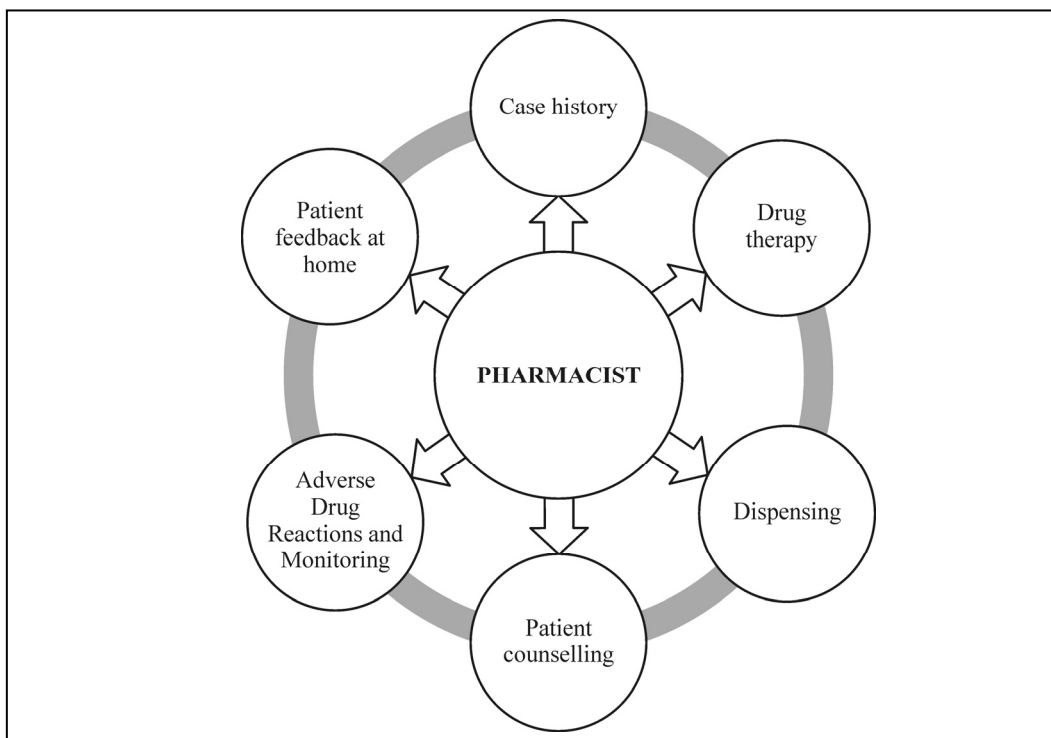 Case history
Drug
therapy
Dispensing
Patient
counselling
Adverse
Drug
Reactions and
Monitoring
Patient
feedback at
home
PHARMACIST